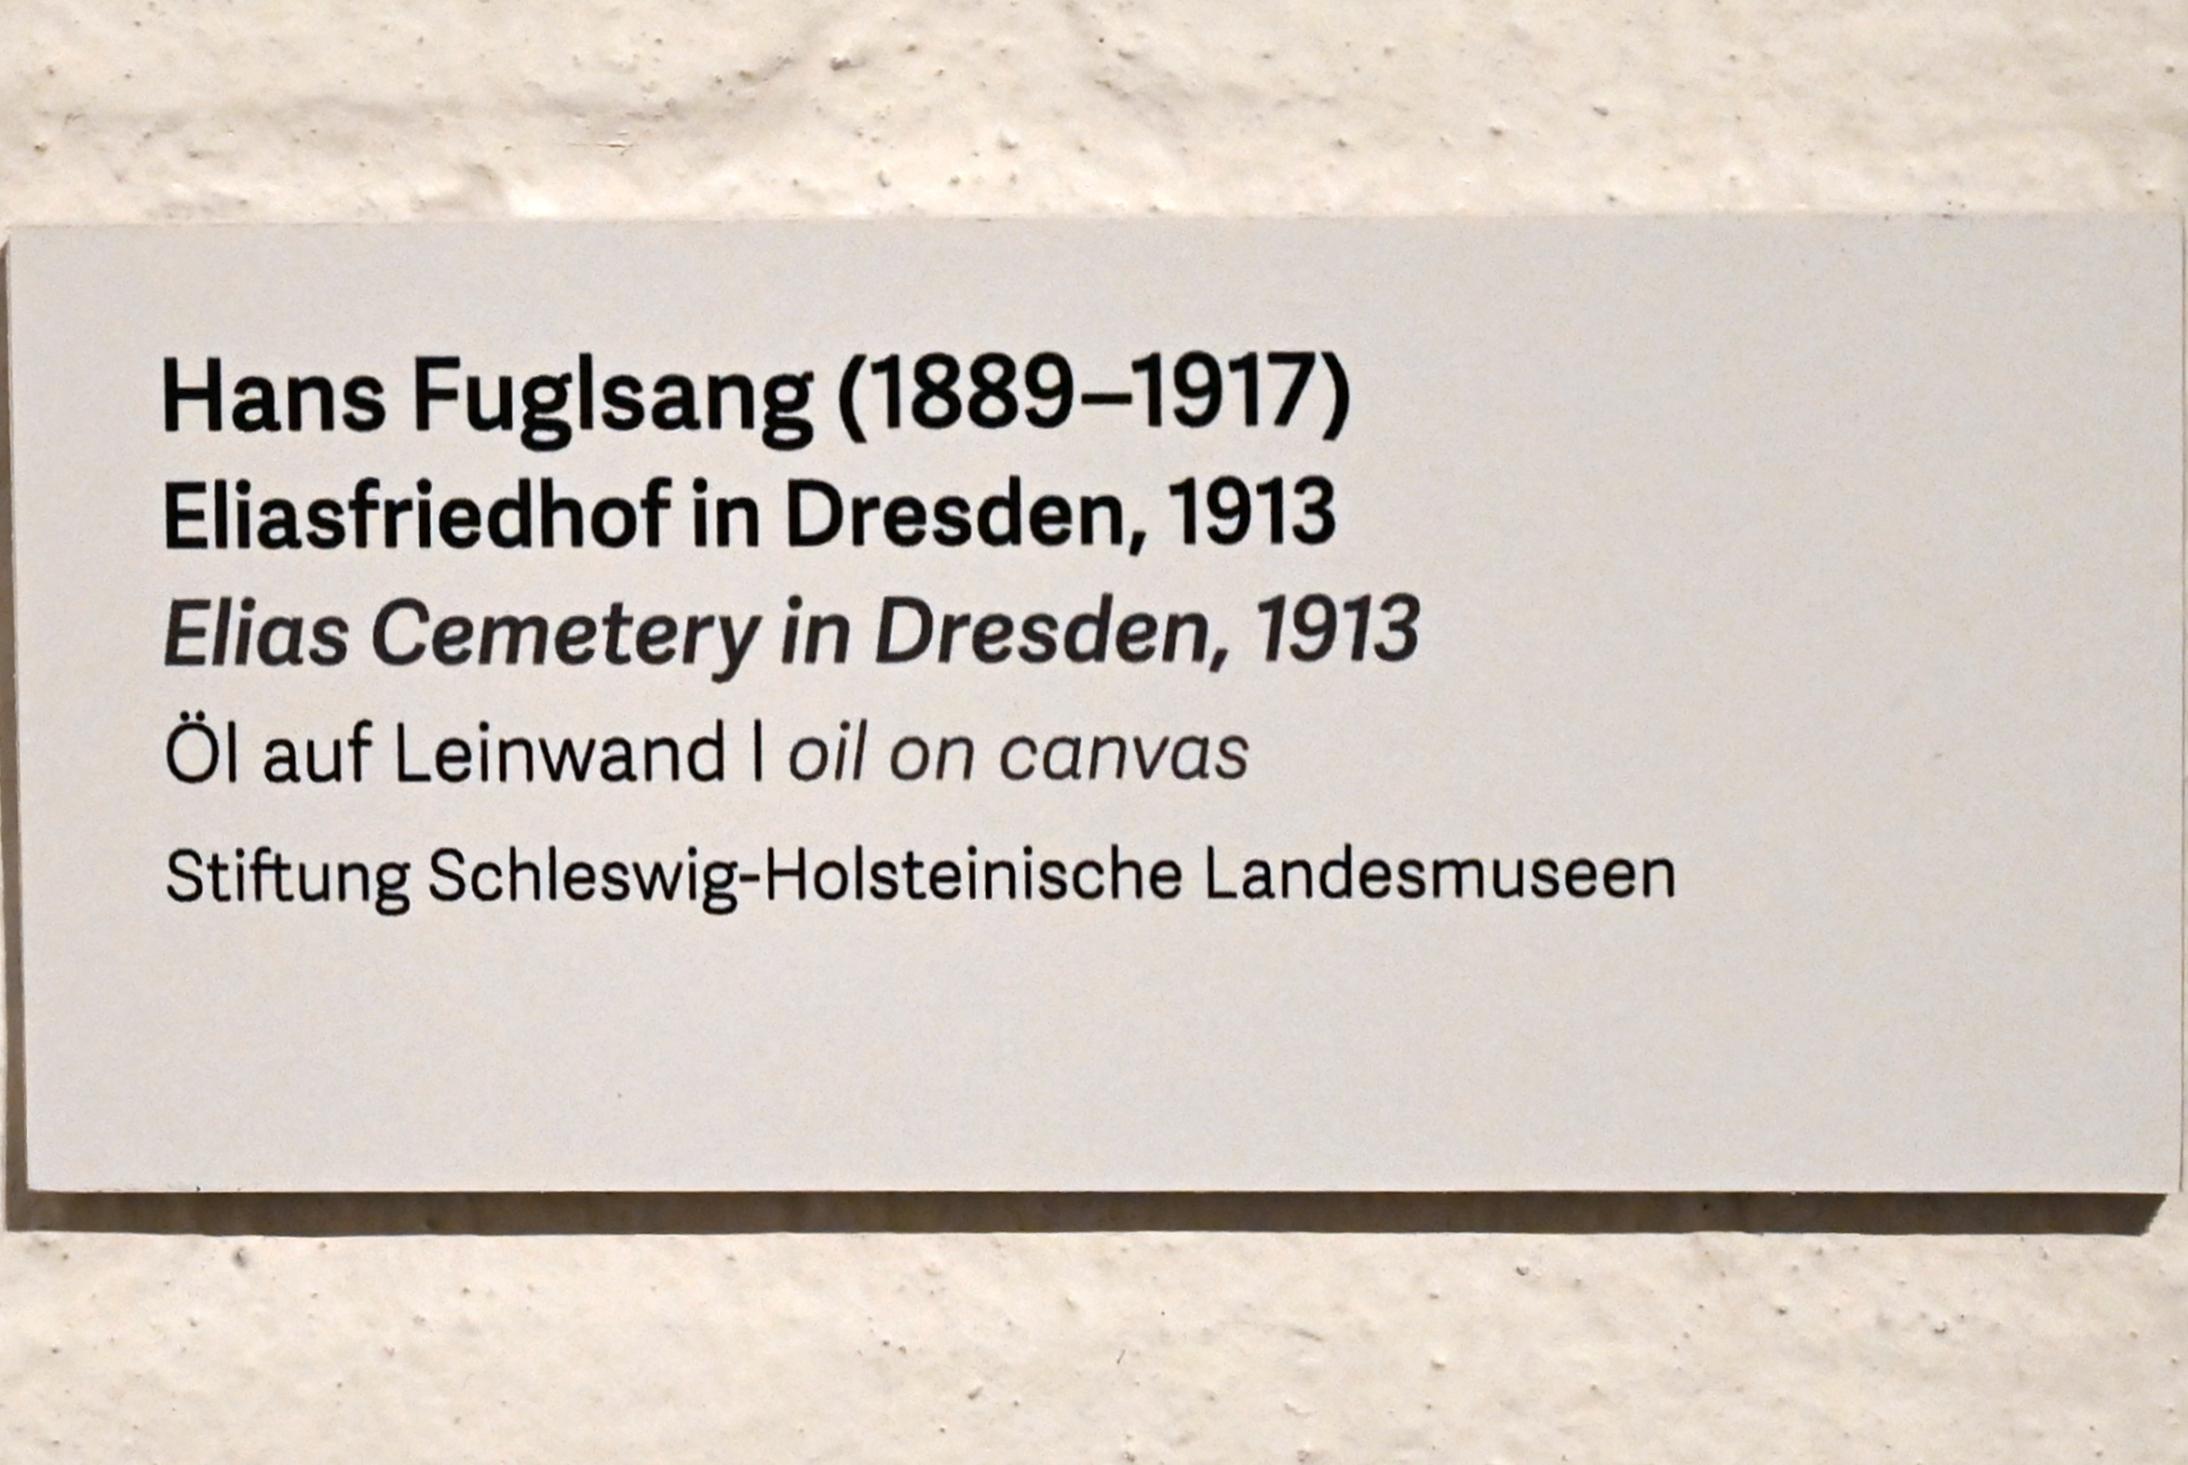 Hans Fuglsang (1889–1917)
Eliasfriedhof in Dresden, 1913
Elias Cemetery in Dresden, 1913
Öl auf Leinwand | oil on canvas
Stiftung Schleswig-Holsteinische Landesmuseen